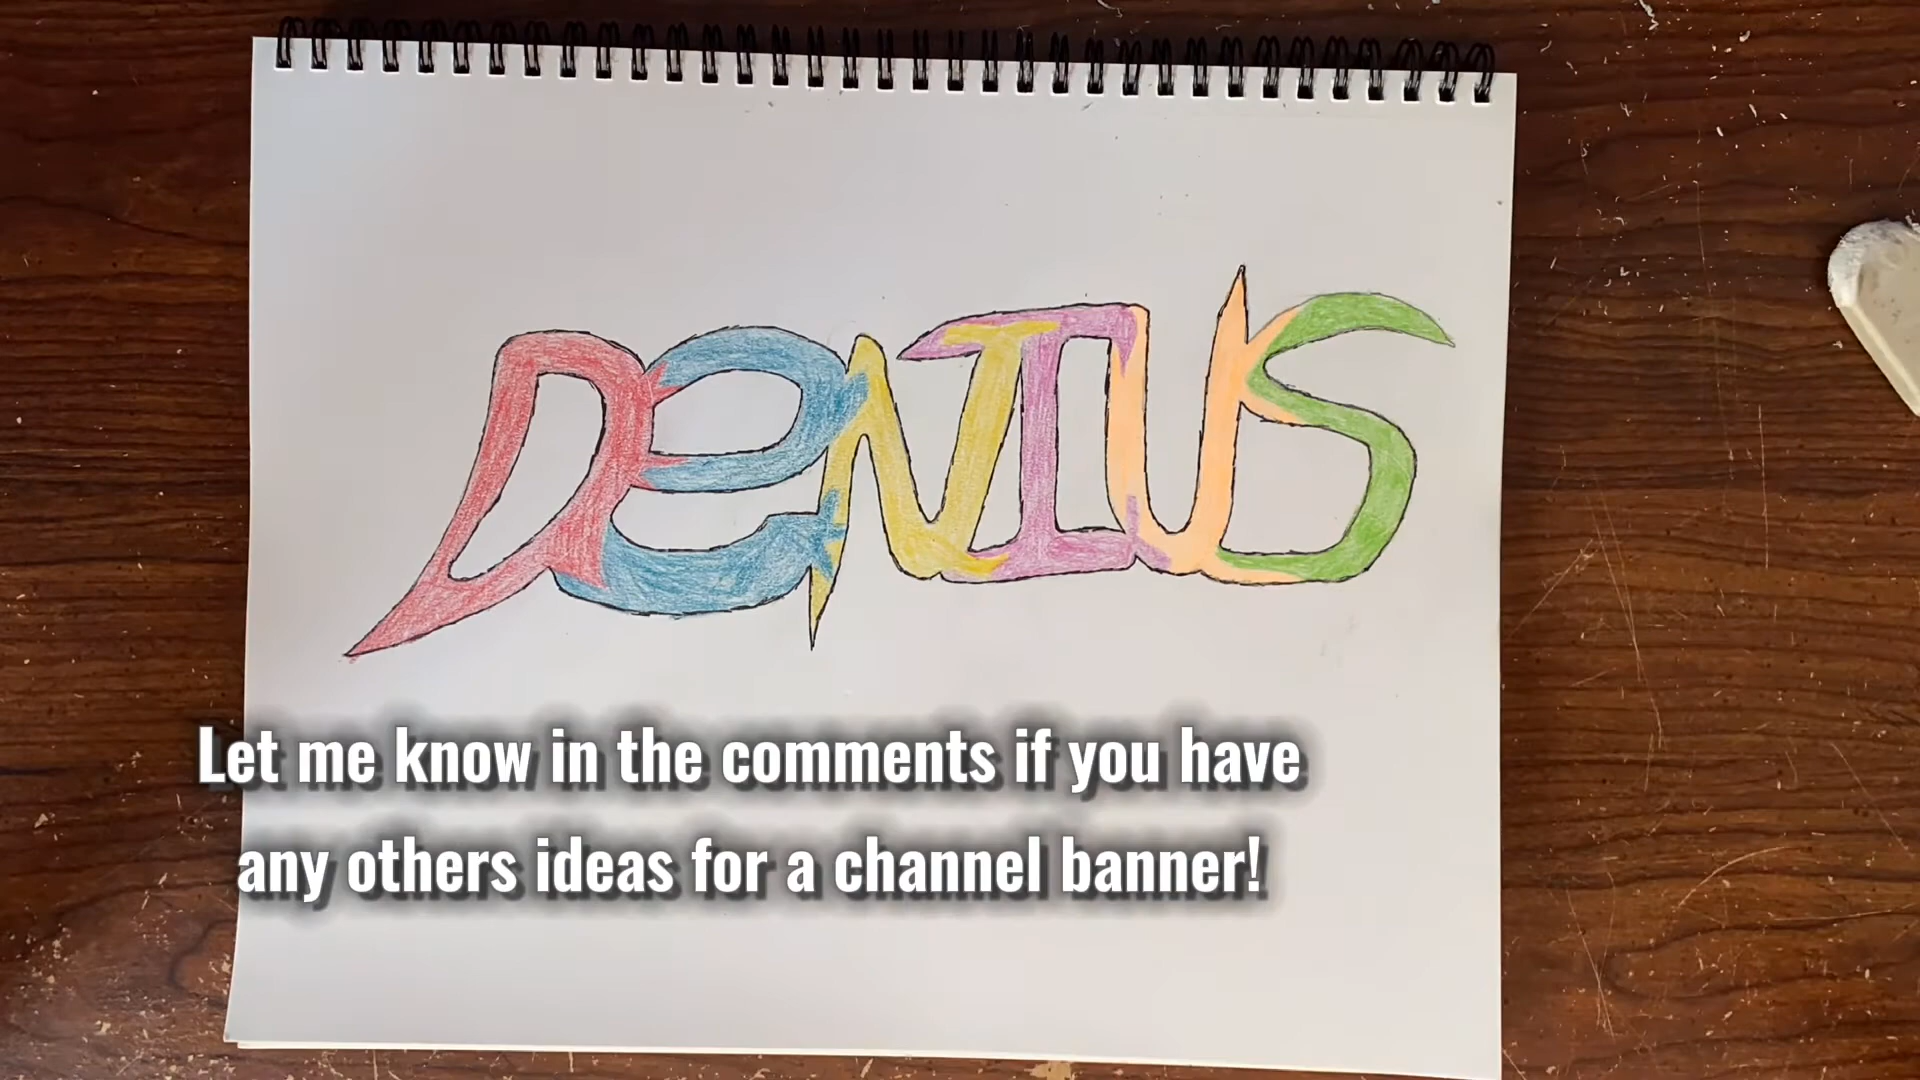 DeNIUS
Let me know in the comments if you have
any others ideas for a channel banner!